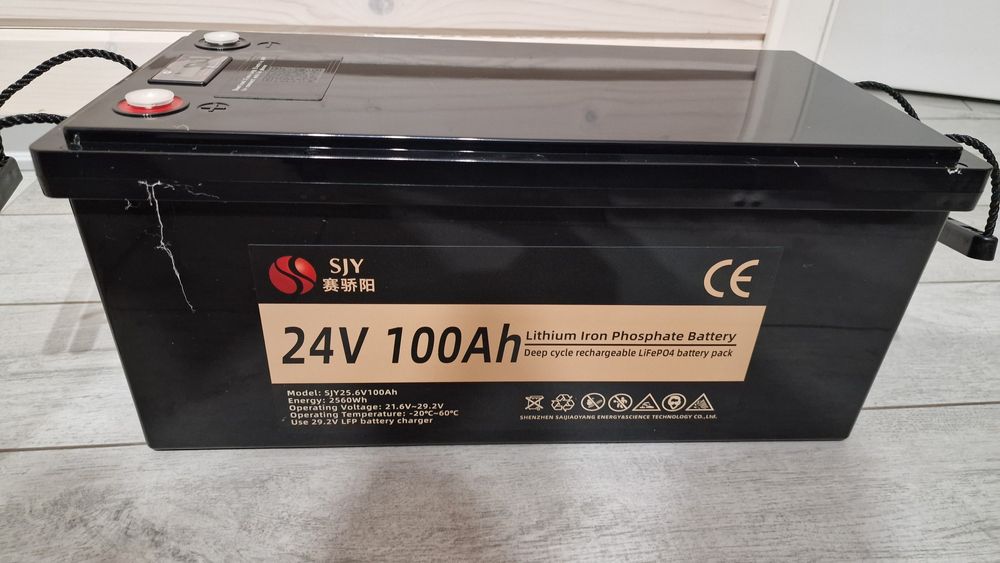 SJY
赛骄阳
CE
24V 100Ah
Lithium Iron Phosphate Battery
Deep cycle rechargeable LiFePO4 battery pack
Model: SJY25.6V100Ah
Energy: 2560Wh
Operating Voltage: 21.6V~29.2V
Operating Temperature: -20℃~60℃
Use 29.2V LFP battery charger
SHENZHEN SAIJIAOYANG ENERGY&SCIENCE TECHNOLOGY CO.,Ltd.